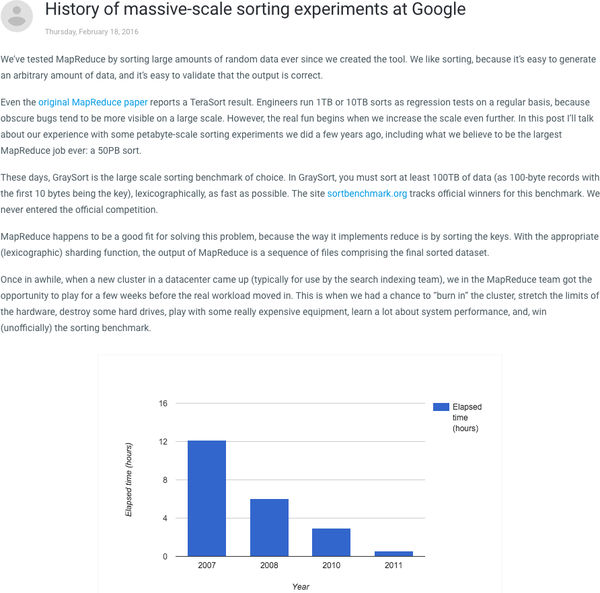 History of massive-scale sorting experiments at Google
Thursday, February 18, 2016
We've tested MapReduce by sorting large amounts of random data ever since we created the tool. We like sorting, because it's easy to generate
an arbitrary amount of data, and it's easy to validate that the output is correct.
Even the original MapReduce paper reports a TeraSort result. Engineers run 1TB or 10TB sorts as regression tests on a regular basis, because
obscure bugs tend to be more visible on a large scale. However, the real fun begins when we increase the scale even further. In this post I'll talk
about our experience with some petabyte-scale sorting experiments we did a few years ago, including what we believe to be the largest
MapReduce job ever: a 50PB sort.
These days, GraySort is the large scale sorting benchmark of choice. In GraySort, you must sort at least 100TB of data (as 100-byte records with
the first 10 bytes being the key), lexicographically, as fast as possible. The site sortbenchmark.org tracks official winners for this benchmark. We
never entered the official competition.
MapReduce happens to be a good fit for solving this problem, because the way it implements reduce is by sorting the keys. With the appropriate
(lexicographic) sharding function, the output of MapReduce is a sequence of files comprising the final sorted dataset.
Once in awhile, when a new cluster in a datacenter came up (typically for use by the search indexing team), we in the MapReduce team got the
opportunity to play for a few weeks before the real workload moved in. This is when we had a chance to "burn in" the cluster, stretch the limits of
the hardware, destroy some hard drives, play with some really expensive equipment, learn a lot about system performance, and, win
(unofficially) the sorting benchmark.
16
12
8
4
0
Elapsed time (hours)
2007 2008 2010 2011
Year
Elapsed
time
(hours)